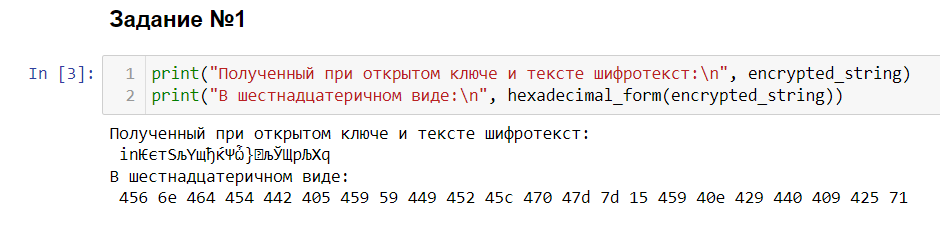 Задание №1
In [3]:
1 print("Полученный при открытом ключе и тексте шифротекст:\n", encrypted_string)
2 print("В шестнадцатеричном виде:\n", hexadecimal_form(encrypted_string))
Полученный при открытом ключе и тексте шифротекст:
іnѤєтЅљYщђќѰѽ}љЎЩрЉХq
В шестнадцатеричном виде:
456 6e 464 454 442 405 459 59 449 452 45c 470 47d 7d 15 459 40e 429 440 409 425 71